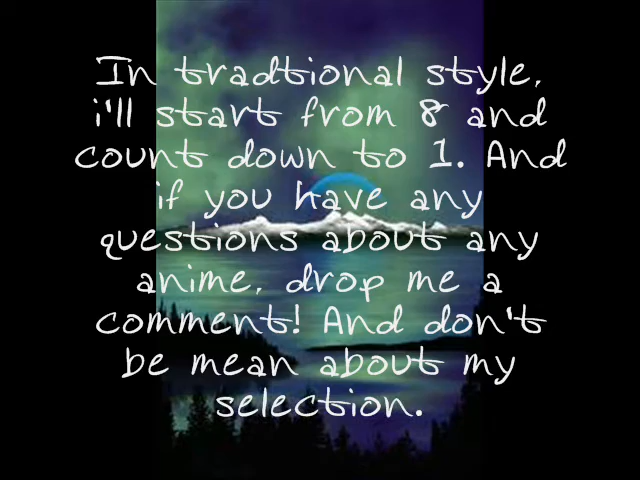 In tradtional style,
i'll start from 8 and
count down to 1. And
if you have any
questions about any
anime, drop me a
comment! And don't
be mean about my
selection.